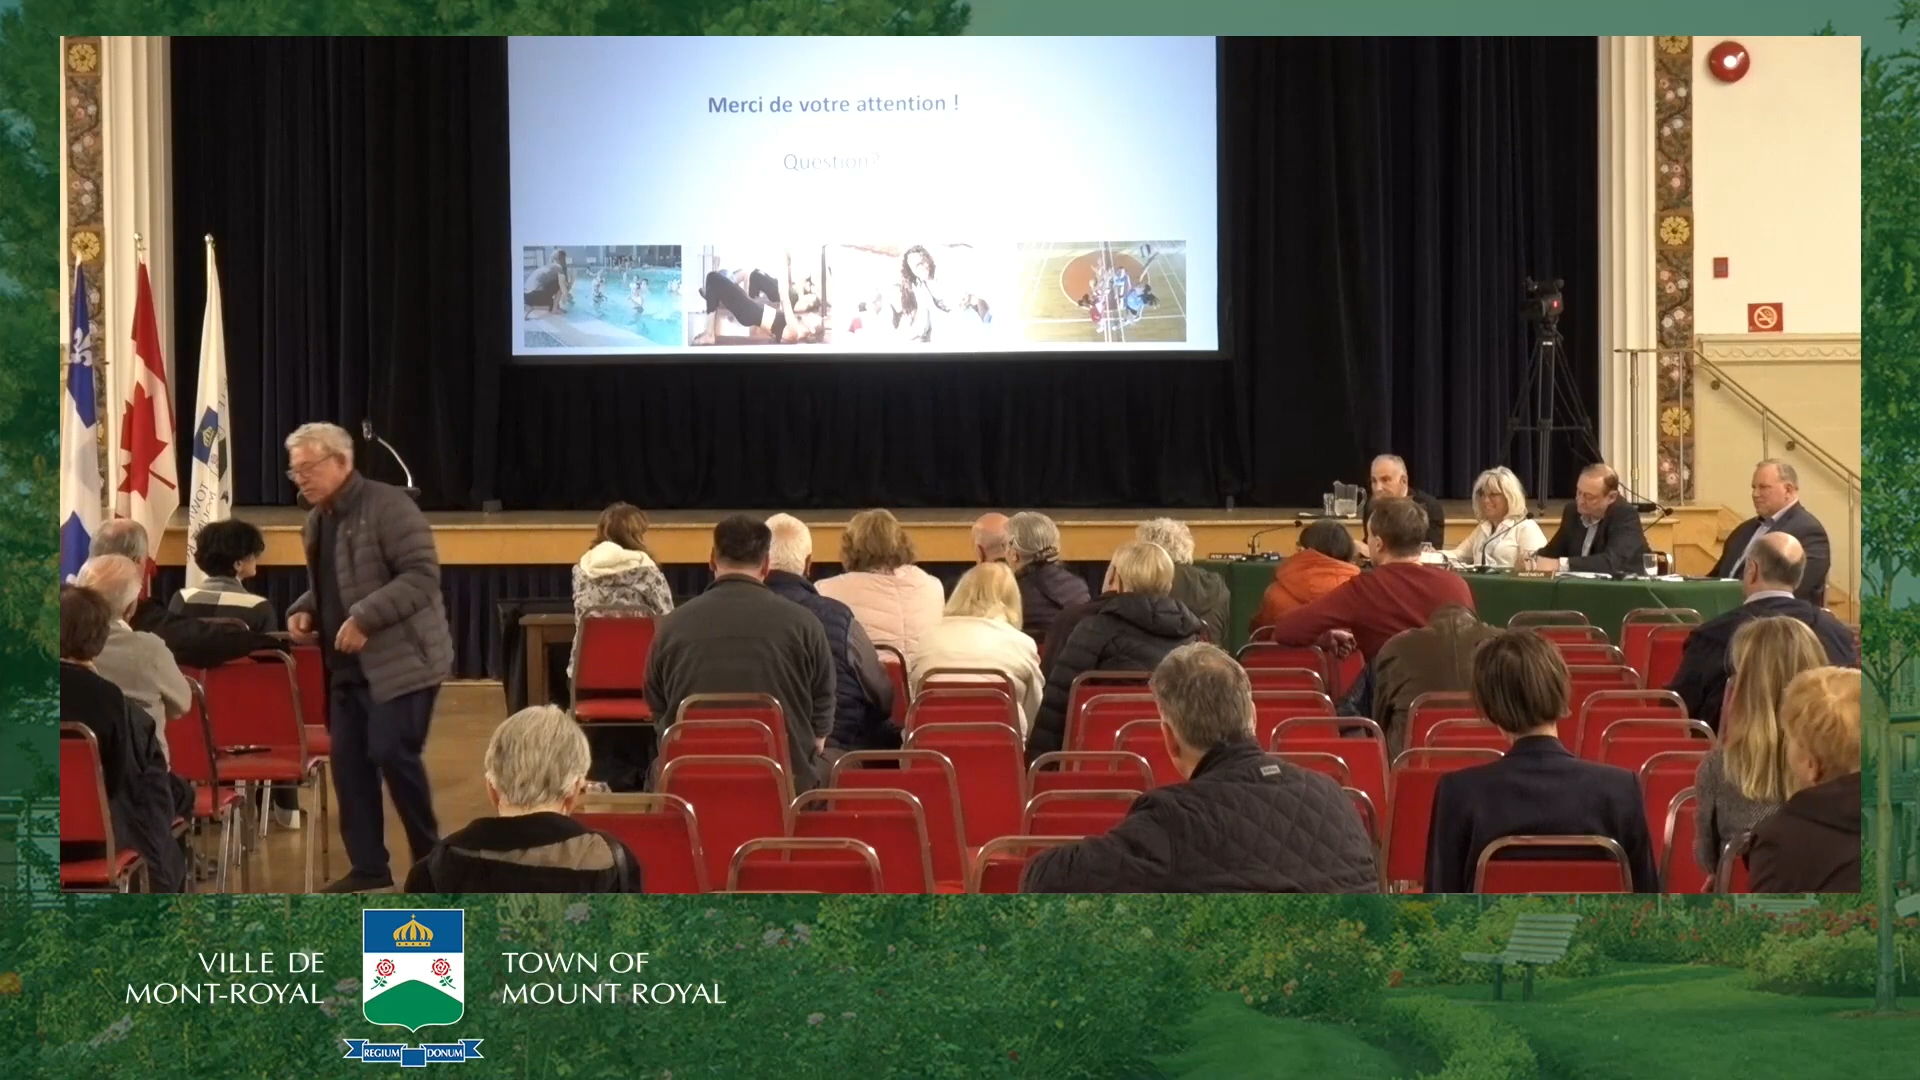 Merci de votre attention !
Question?
VILLE DE
MONT-ROYAL
TOWN OF
MOUNT ROYAL
REGIUM DONUM